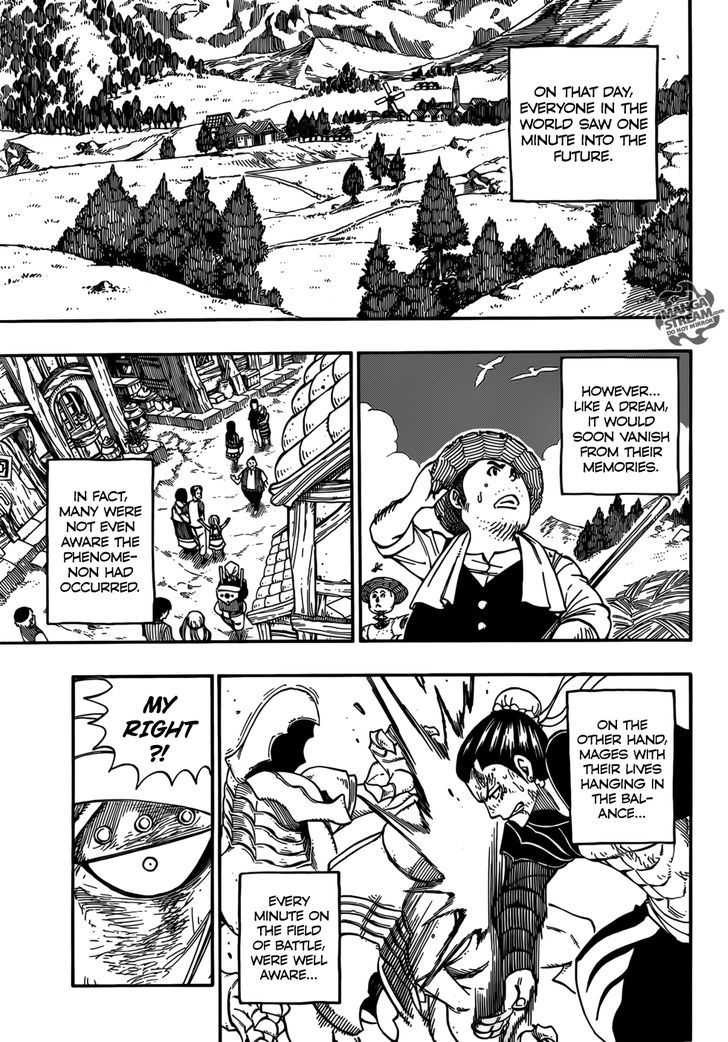 ON THAT DAY,
EVERYONE IN THE
WORLD SAW ONE
MINUTE INTO THE
FUTURE.
MANGA
STREAM
DO NOT MIRROR
HOWEVER...
LIKE A DREAM,
IT WOULD
SOON VANISH
FROM THEIR
MEMORIES.
IN FACT,
MANY WERE
NOT EVEN
AWARE THE
PHENOME-
NON HAD
OCCURRED.
ON THE
OTHER HAND,
MAGES WITH
THEIR LIVES
HANGING IN
THE BAL-
ANCE...
EVERY
MINUTE ON
THE FIELD
OF BATTLE,
WERE WELL
AWARE...
MY
RIGHT
?!